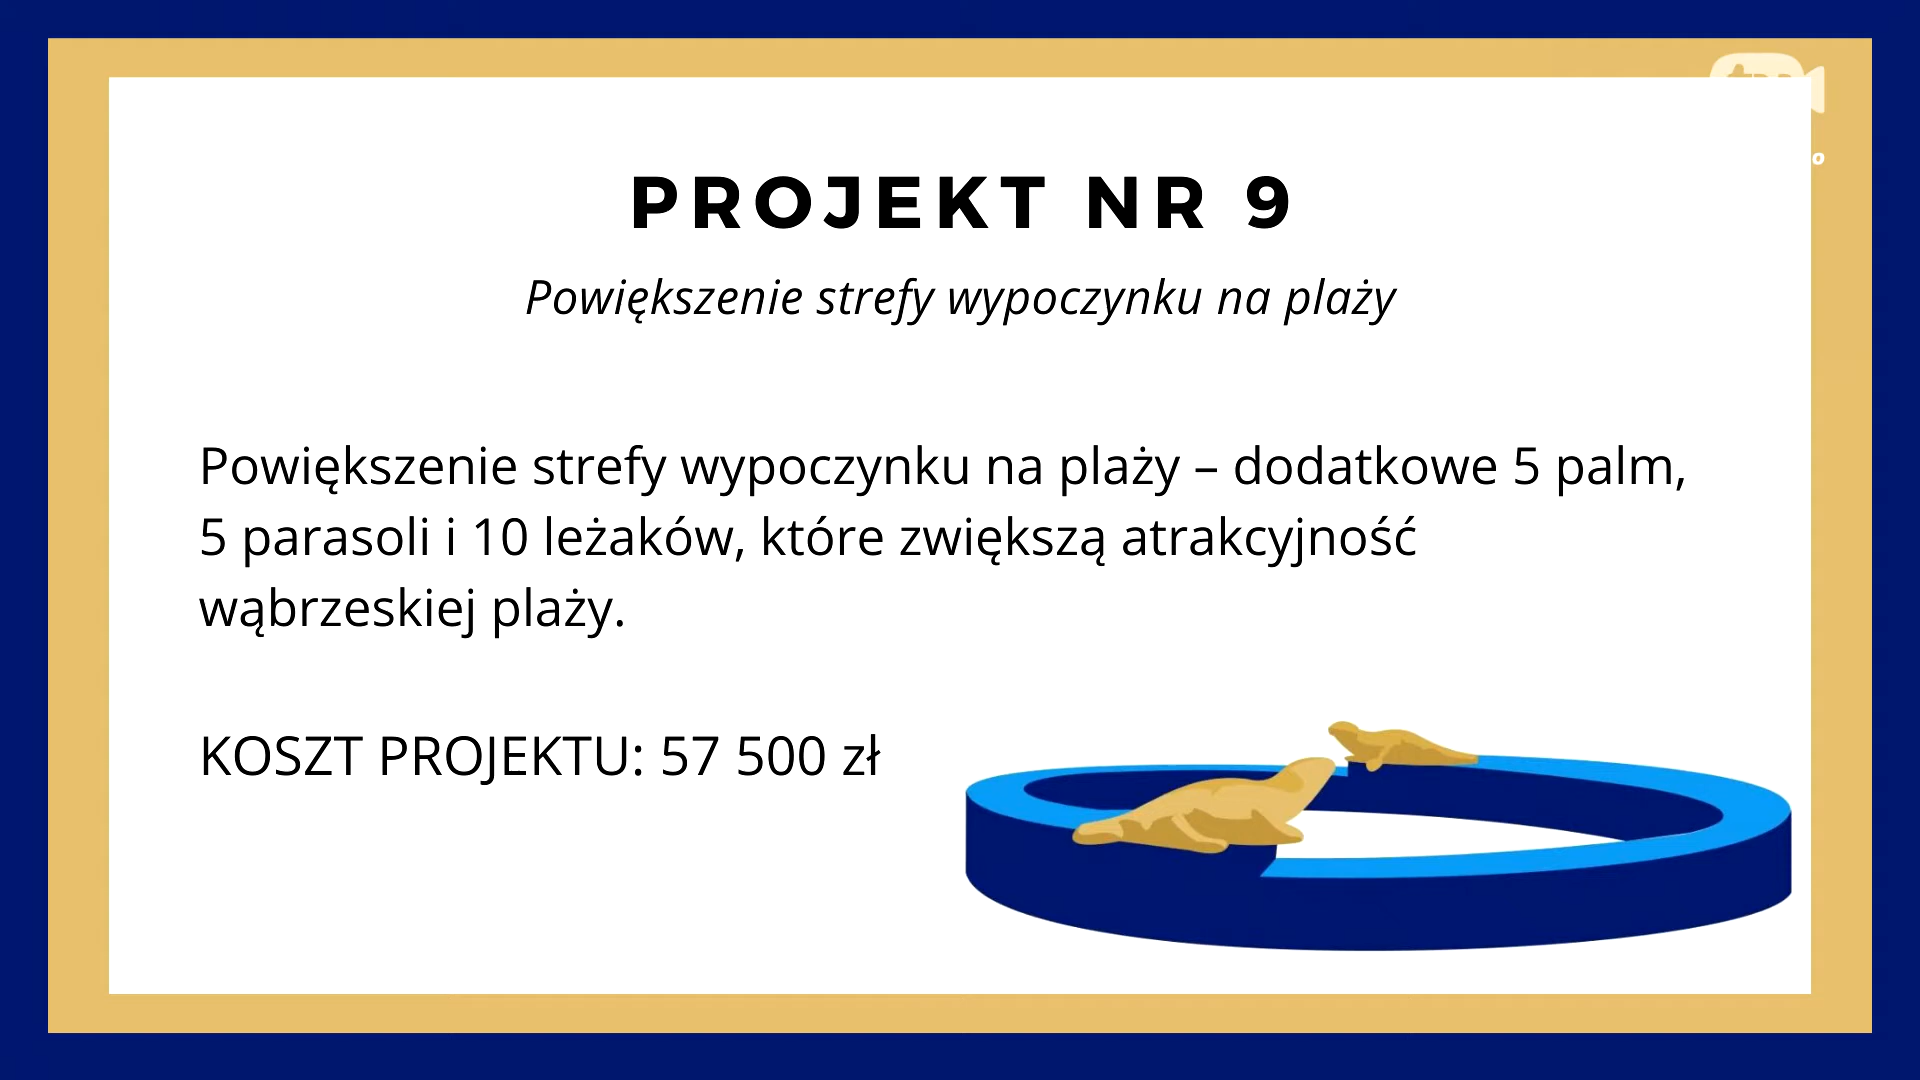 PROJEKT NR 9
Powiększenie strefy wypoczynku na plaży
Powiększenie strefy wypoczynku na plaży – dodatkowe 5 palm,
5 parasoli i 10 leżaków, które zwiększą atrakcyjność
wąbrzeskiej plaży.
KOSZT PROJEKTU: 57 500 zł